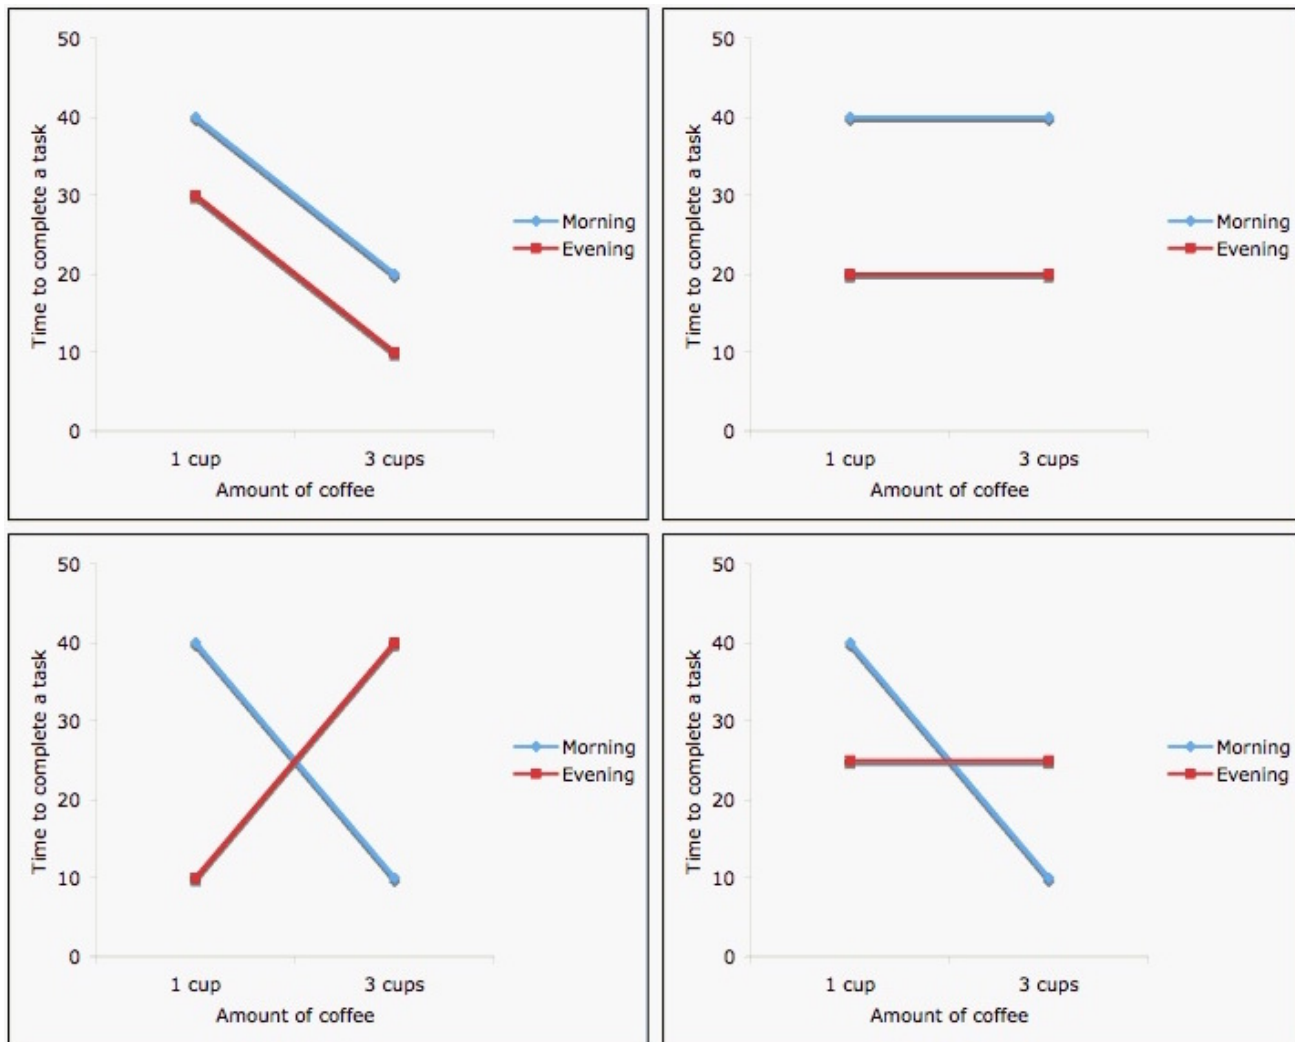 50
40
30
20
10
0
Time to complete a task
1 cup
3 cups
Amount of coffee
Morning
Evening
50
40
30
20
10
0
Time to complete a task
1 cup
3 cups
Amount of coffee
Morning
Evening
50
40
30
20
10
0
Time to complete a task
1 cup
3 cups
Amount of coffee
Morning
Evening
50
40
30
20
10
0
Time to complete a task
1 cup
3 cups
Amount of coffee
Morning
Evening